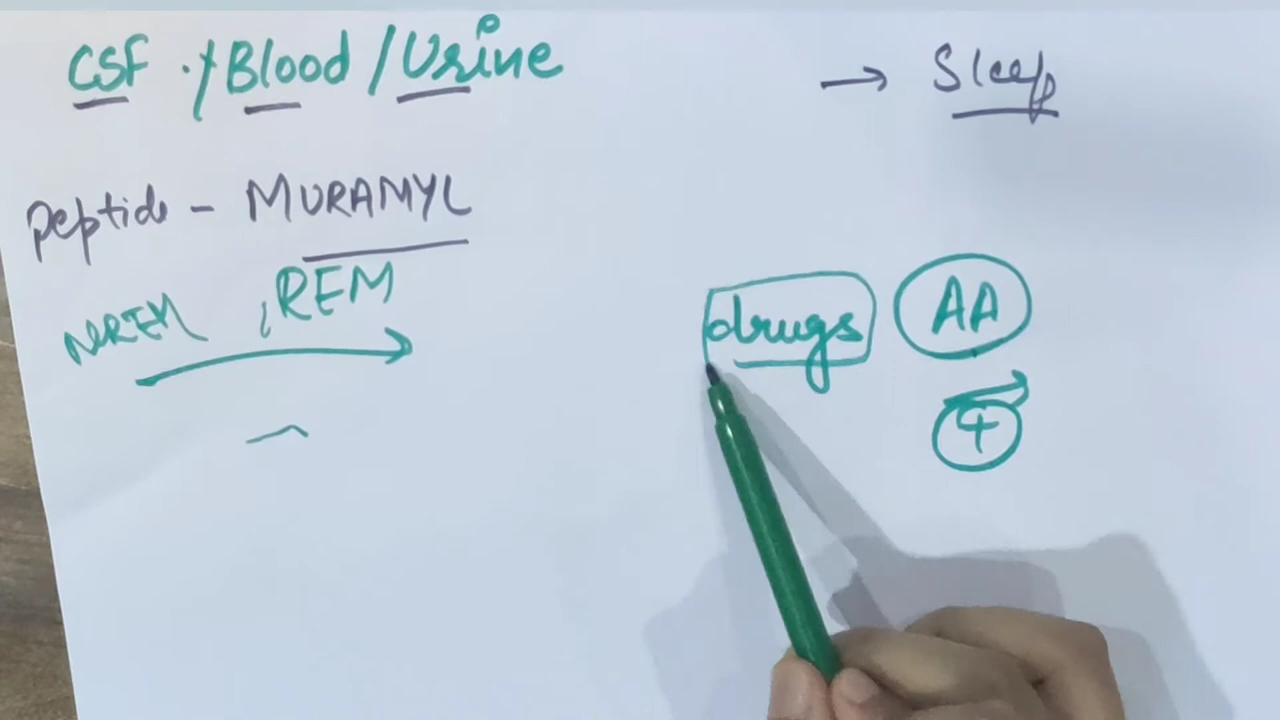 CSF / Blood / Urine
→ Sleep
Peptide - MURAMYL
NREM , REM
drugs AA
+